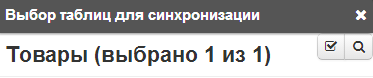 Выбор таблиц для синхронизации
Товары (выбрано 1 из 1)